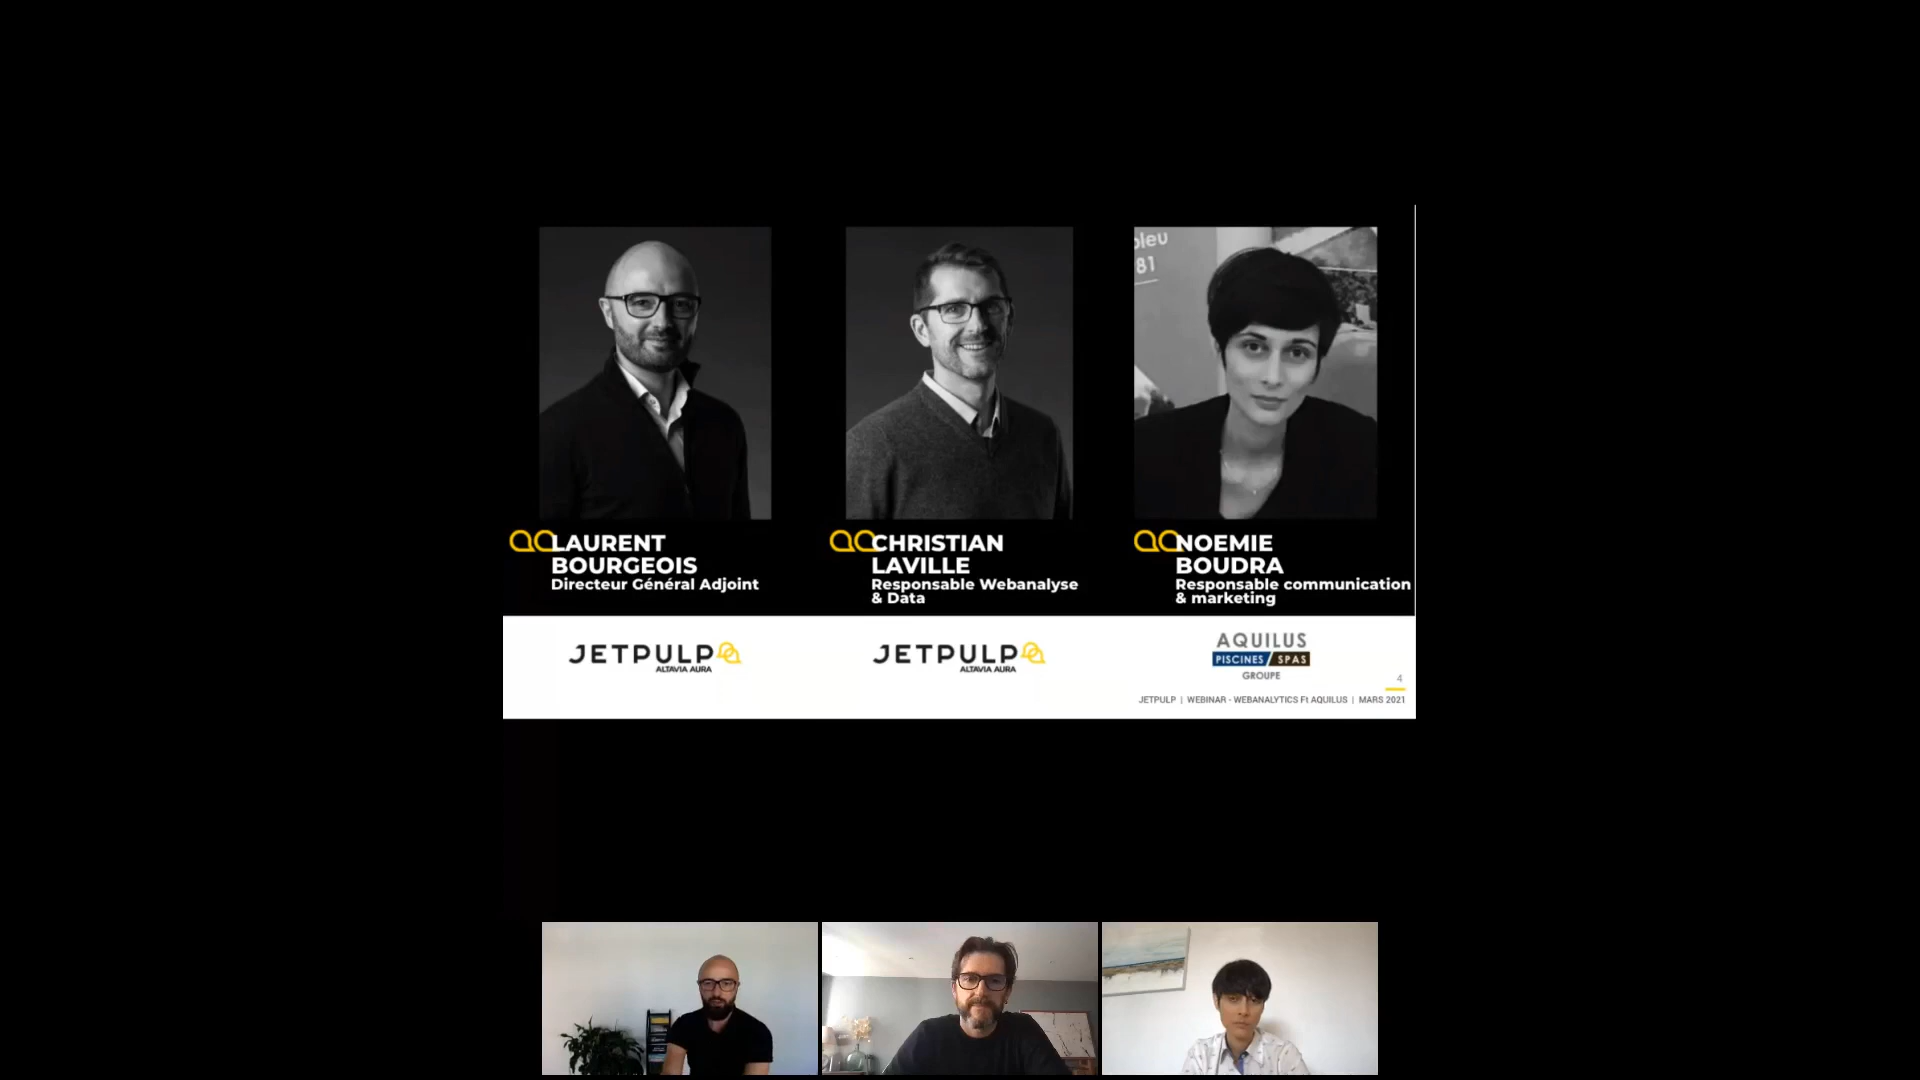 bleu
81
LAURENT
BOURGEOIS
Directeur Général Adjoint
CHRISTIAN
LAVILLE
Responsable Webanalyse
& Data
NOEMIE
BOUDRA
Responsable communication
& marketing
JETPULP
ALTAVIA AURA
JETPULP
ALTAVIA AURA
AQUILUS
PISCINES / SPAS
GROUPE
4
JETPULP | WEBINAR - WEBANALYTICS Ft AQUILUS | MARS 2021